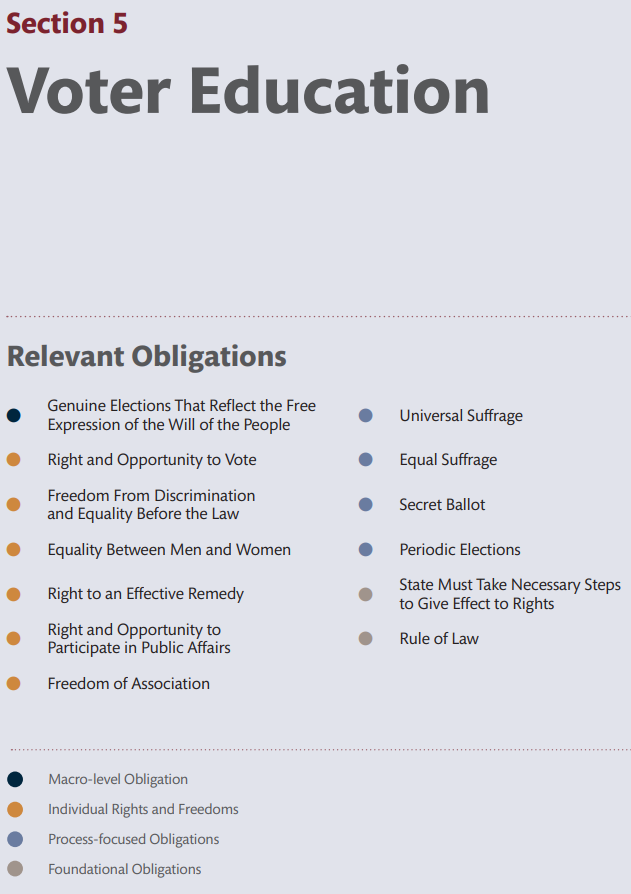 Section 5
Voter Education
Relevant Obligations
Genuine Elections That Reflect the Free
Expression of the Will of the People
Right and Opportunity to Vote
Freedom From Discrimination
and Equality Before the Law
Equality Between Men and Women
Right to an Effective Remedy
Right and Opportunity to
Participate in Public Affairs
Freedom of Association
Universal Suffrage
Equal Suffrage
Secret Ballot
Periodic Elections
State Must Take Necessary Steps
to Give Effect to Rights
Rule of Law
Macro-level Obligation
Individual Rights and Freedoms
Process-focused Obligations
Foundational Obligations